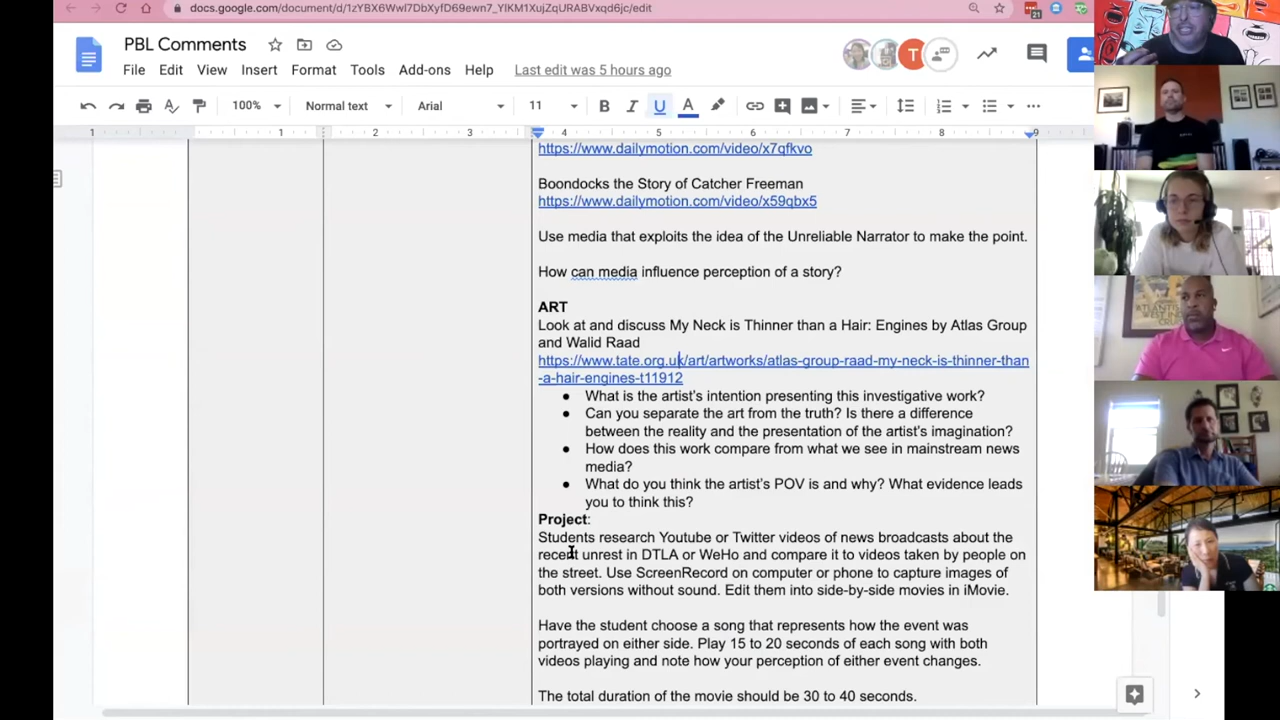 docs.google.com/document/d/1zYBX6Wwl7DbXyfD69ewn7_YlKM1XujZqURABVxqd6jc/edit
21
PBL Comments
File Edit View Insert Format Tools Add-ons Help Last edit was 5 hours ago
T
100% Normal text Arial 11 B I U A
1 1 2 3 4 5 6 7 8 9
https://www.dailymotion.com/video/x7qfkvo
Boondocks the Story of Catcher Freeman
https://www.dailymotion.com/video/x59qbx5
Use media that exploits the idea of the Unreliable Narrator to make the point.
How can media influence perception of a story?
ART
Look at and discuss My Neck is Thinner than a Hair: Engines by Atlas Group
and Walid Raad
https://www.tate.org.uk/art/artworks/atlas-group-raad-my-neck-is-thinner-than
-a-hair-engines-t11912
● What is the artist's intention presenting this investigative work?
● Can you separate the art from the truth? Is there a difference
between the reality and the presentation of the artist's imagination?
● How does this work compare from what we see in mainstream news
media?
● What do you think the artist's POV is and why? What evidence leads
you to think this?
Project:
Students research Youtube or Twitter videos of news broadcasts about the
recent unrest in DTLA or WeHo and compare it to videos taken by people on
the street. Use ScreenRecord on computer or phone to capture images of
both versions without sound. Edit them into side-by-side movies in iMovie.
Have the student choose a song that represents how the event was
portrayed on either side. Play 15 to 20 seconds of each song with both
videos playing and note how your perception of either event changes.
The total duration of the movie should be 30 to 40 seconds.